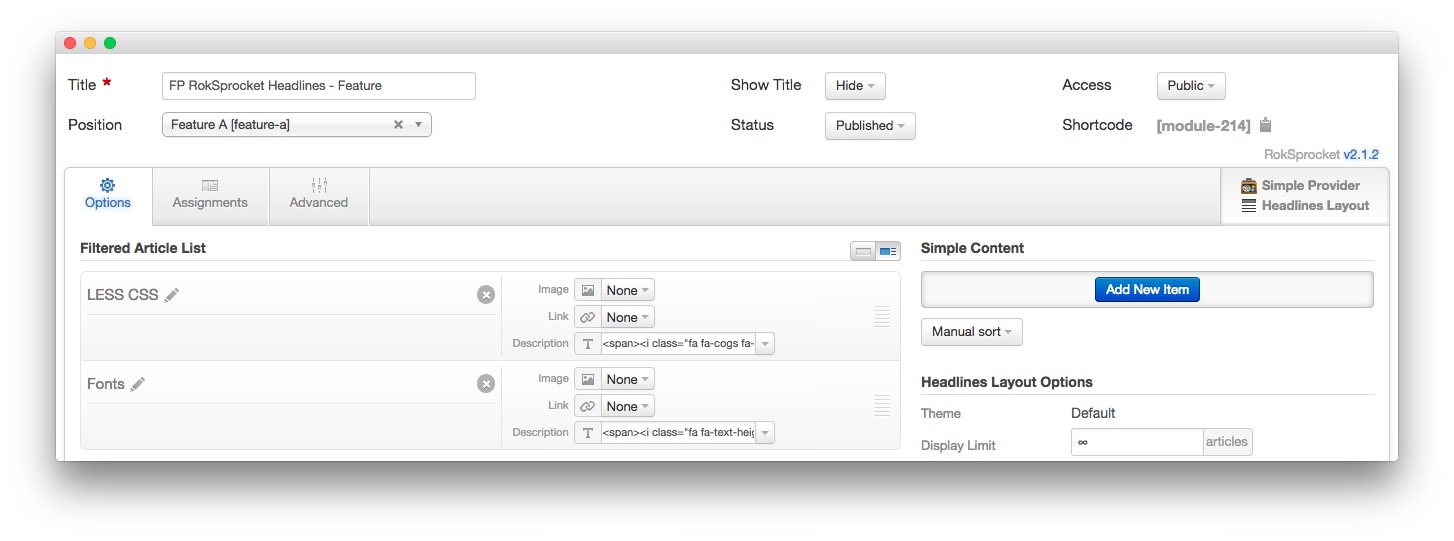 Title * FP RokSprocket Headlines - Feature Show Title Hide Access Public
Position Feature A [feature-a] Status Published Shortcode [module-214]
RokSprocket v2.1.2
Options Assignments Advanced
Simple Provider
Headlines Layout
Filtered Article List
LESS CSS
Image None
Link None
Description T <span><i class="fa fa-cogs fa-
Fonts
Image None
Link None
Description T <span><i class="fa fa-text-heig
Simple Content
Add New Item
Manual sort
Headlines Layout Options
Theme Default
Display Limit ∞ articles